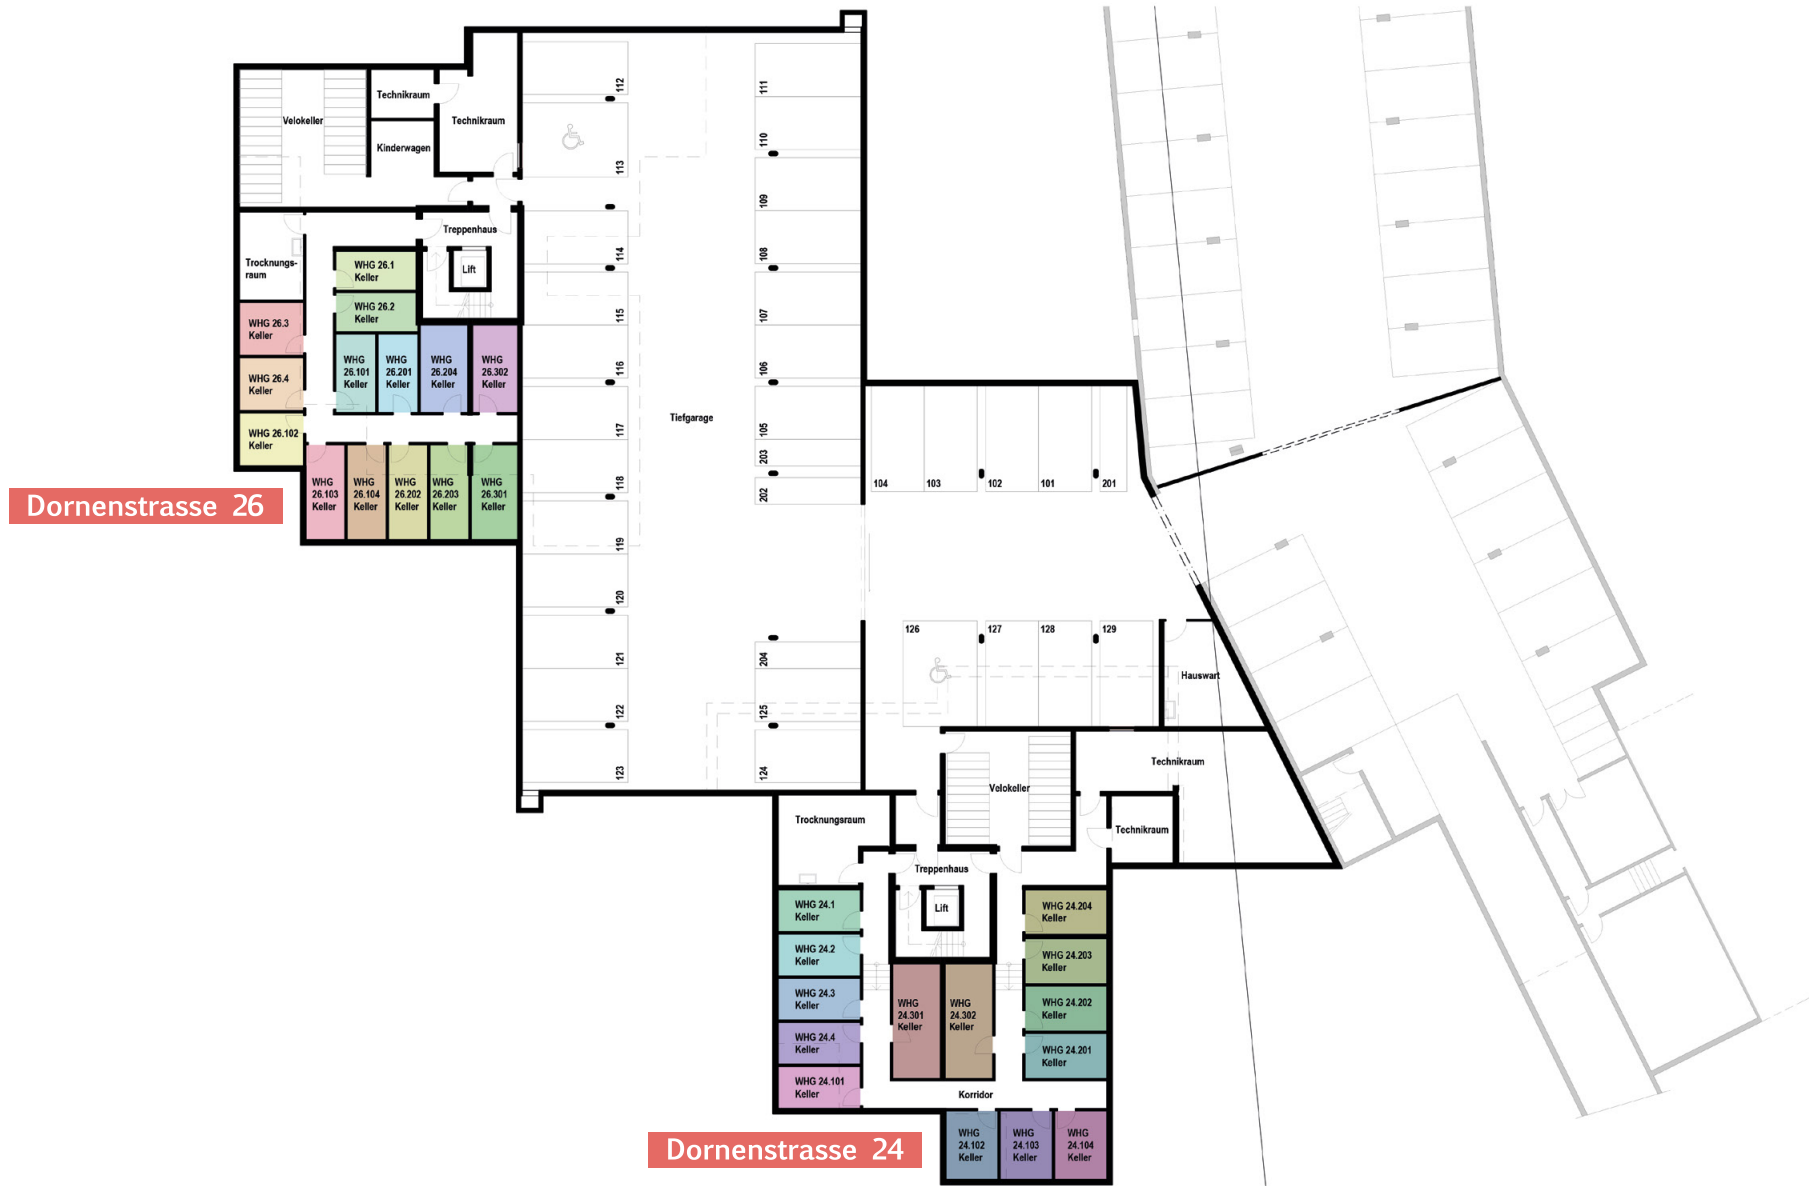 112
111
Technikraum
Velokeller
Technikraum
110
Kinderwagen
113
109
Treppenhaus
114
108
Trocknungs-
raum
WHG 26.1
Keller
Lift
WHG 26.2
Keller
115
107
WHG 26.3
Keller
WHG
26.101
Keller
WHG
26.201
Keller
WHG
26.204
Keller
WHG
26.302
Keller
116
106
WHG 26.4
Keller
Tiefgarage
117
105
WHG 26.102
Keller
203
118
202
104
103
102
101
201
WHG
26.103
Keller
WHG
26.104
Keller
WHG
26.202
Keller
WHG
26.203
Keller
WHG
26.301
Keller
Dornenstrasse 26
119
120
126
127
128
129
121
204
Hauswart
122
125
123
124
Technikraum
Velokeller
Trocknungsraum
Technikraum
Treppenhaus
Lift
WHG 24.1
Keller
WHG 24.204
Keller
WHG 24.2
Keller
WHG 24.203
Keller
WHG 24.3
Keller
WHG
24.301
Keller
WHG
24.302
Keller
WHG 24.202
Keller
WHG 24.4
Keller
WHG 24.201
Keller
WHG 24.101
Keller
Korridor
WHG
24.102
Keller
WHG
24.103
Keller
WHG
24.104
Keller
Dornenstrasse 24